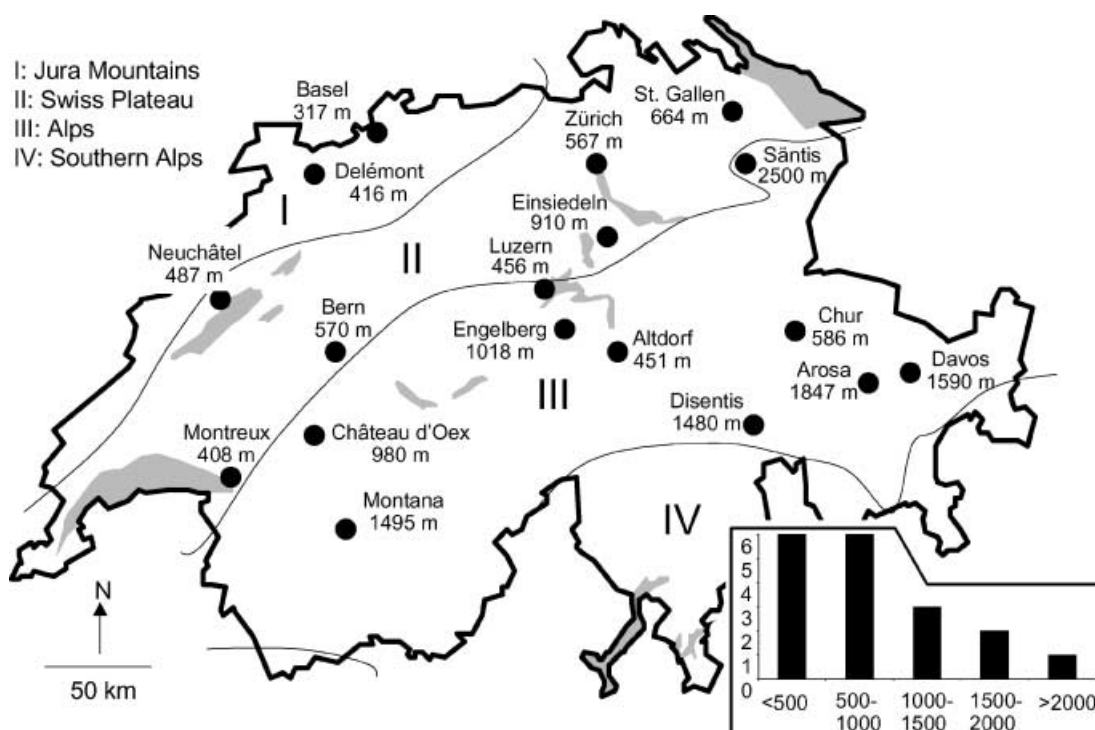 I: Jura Mountains
II: Swiss Plateau
III: Alps
IV: Southern Alps
Basel
317 m
Delémont
416 m
I
Neuchâtel
487 m
II
Bern
570 m
Zürich
567 m
St. Gallen
664 m
Säntis
2500 m
Einsiedeln
910 m
Luzern
456 m
Engelberg
1018 m
Altdorf
451 m
Chur
586 m
Arosa
1847 m
Davos
1590 m
III
Disentis
1480 m
Montreux
408 m
Château d'Oex
980 m
Montana
1495 m
IV
N
50 km
6
5
4
3
2
1
0
<500
500-
1000
1000-
1500
1500-
2000
>2000